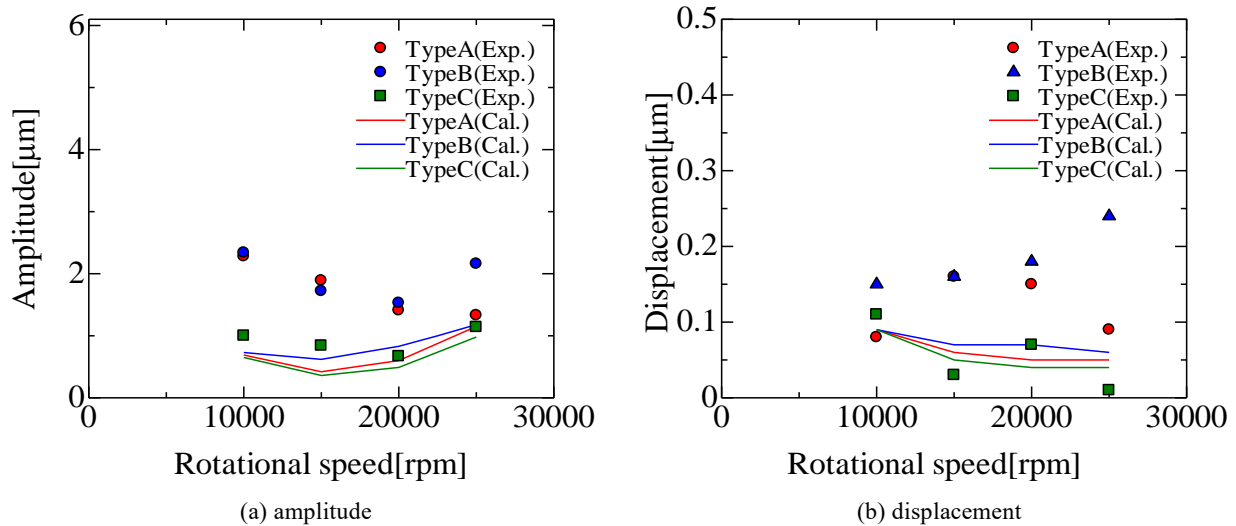 6
4
2
0
Amplitude[μm]
TypeA(Exp.)
TypeB(Exp.)
TypeC(Exp.)
TypeA(Cal.)
TypeB(Cal.)
TypeC(Cal.)
0 10000 20000 30000
Rotational speed[rpm]
(a) amplitude
0.5
0.4
0.3
0.2
0.1
0
Displacement[μm]
TypeA(Exp.)
TypeB(Exp.)
TypeC(Exp.)
TypeA(Cal.)
TypeB(Cal.)
TypeC(Cal.)
0 10000 20000 30000
Rotational speed[rpm]
(b) displacement